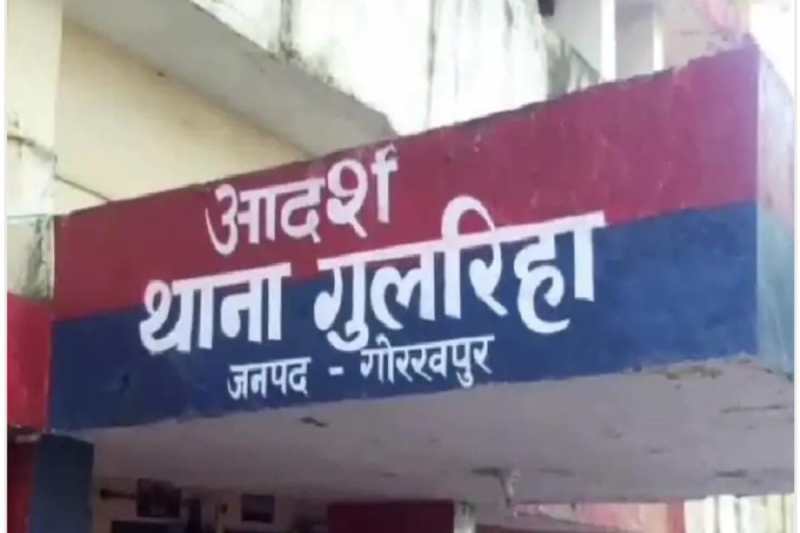 आदर्श
थाना गुलरिहा
जनपद - गोरखपुर